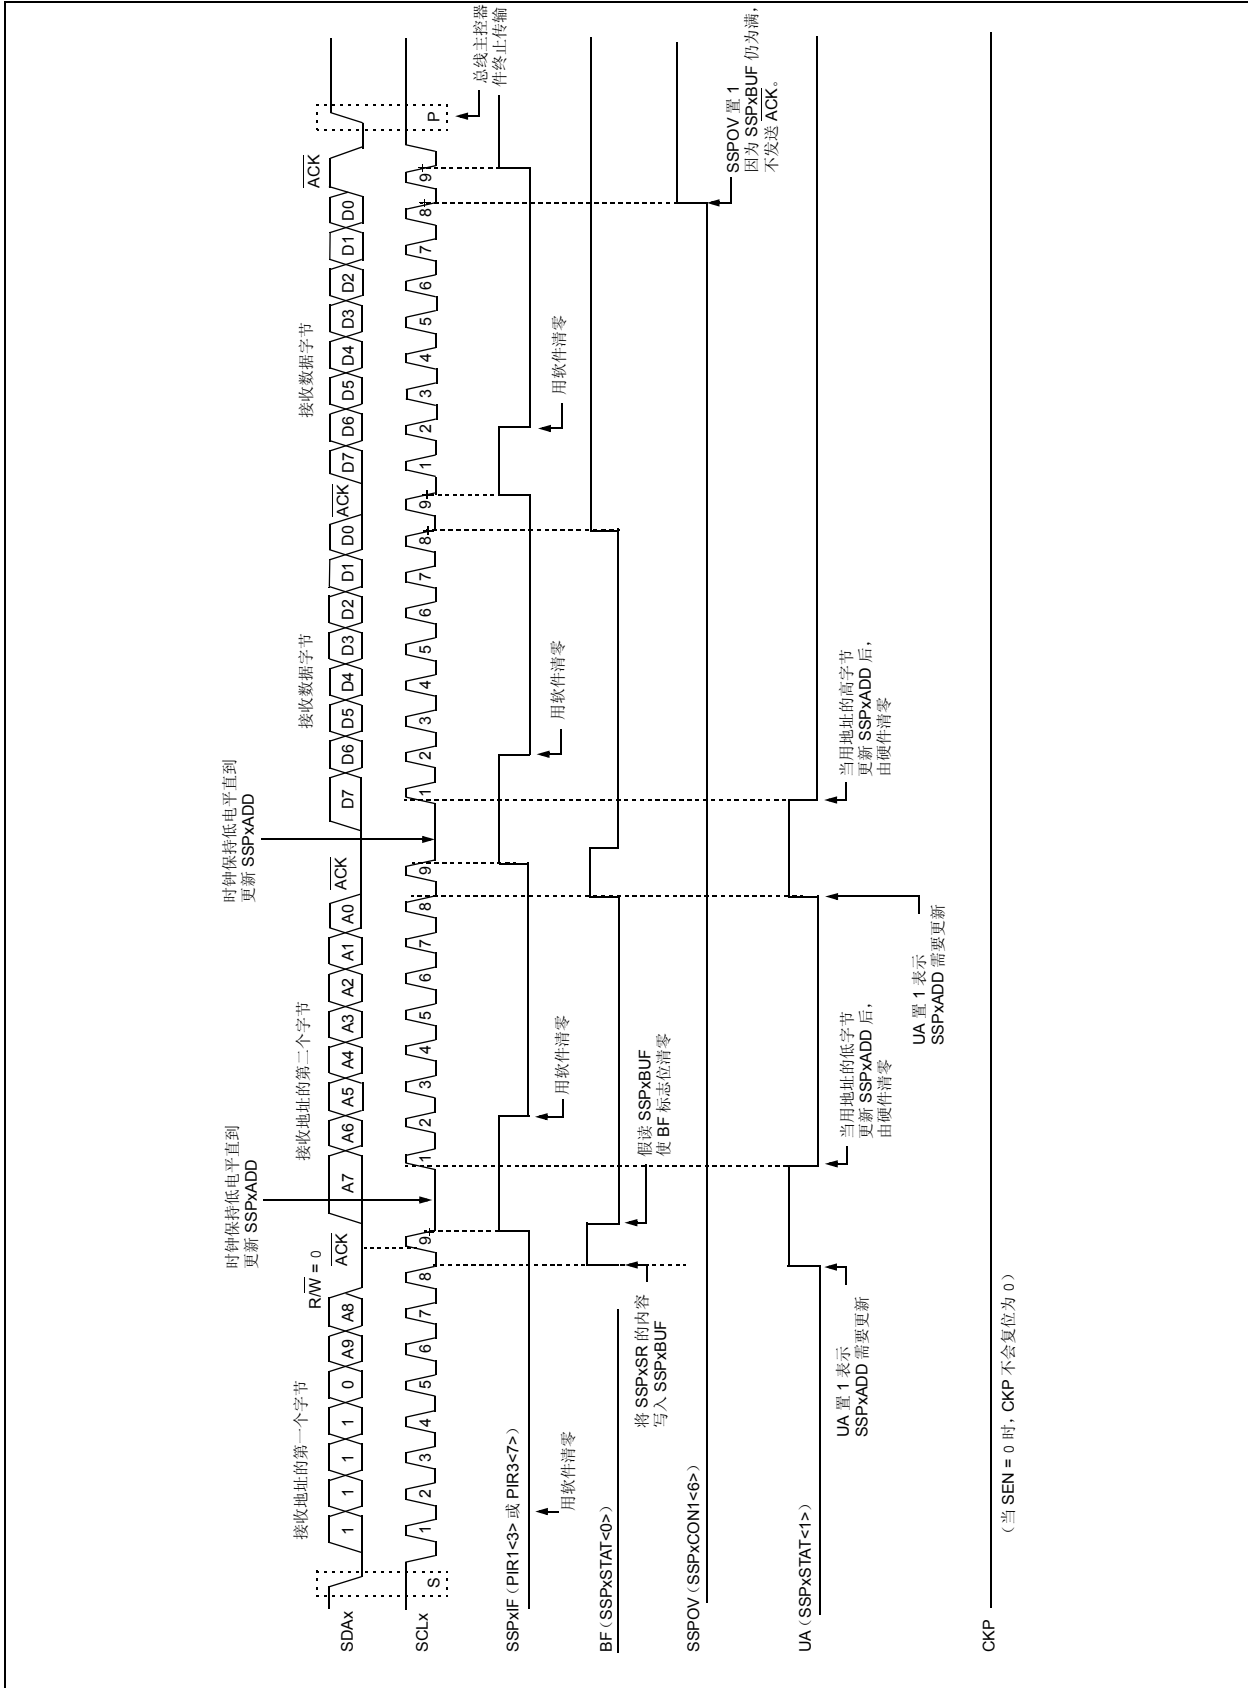 接收地址的第一个字节
R/W = 0
ACK
时钟保持低电平直到
更新 SSPxADD
接收地址的第二个字节
ACK
时钟保持低电平直到
更新 SSPxADD
接收数据字节
ACK
接收数据字节
ACK
SDAx
1 1 1 1 0 A9 A8 A7 A6 A5 A4 A3 A2 A1 A0 D7 D6 D5 D4 D3 D2 D1 D0 D7 D6 D5 D4 D3 D2 D1 D0
SCLx
S 1 2 3 4 5 6 7 8 9 1 2 3 4 5 6 7 8 9 1 2 3 4 5 6 7 8 9 1 2 3 4 5 6 7 8 9 P
总线主控器
件终止传输
SSPxIF（PIR1<3> 或 PIR3<7>）
用软件清零
用软件清零
用软件清零
用软件清零
BF（SSPxSTAT<0>）
将 SSPxSR 的内容
写入 SSPxBUF
假读 SSPxBUF
使 BF 标志位清零
SSPOV（SSPxCON1<6>）
SSPOV 置 1
因为 SSPxBUF 仍为满，
不发送 ACK。
UA（SSPxSTAT<1>）
UA 置 1 表示
SSPxADD 需要更新
当用地址的低字节
更新 SSPxADD 后，
由硬件清零
UA 置 1 表示
SSPxADD 需要更新
当用地址的高字节
更新 SSPxADD 后，
由硬件清零
CKP
（当 SEN = 0 时，CKP 不会复位为 0）